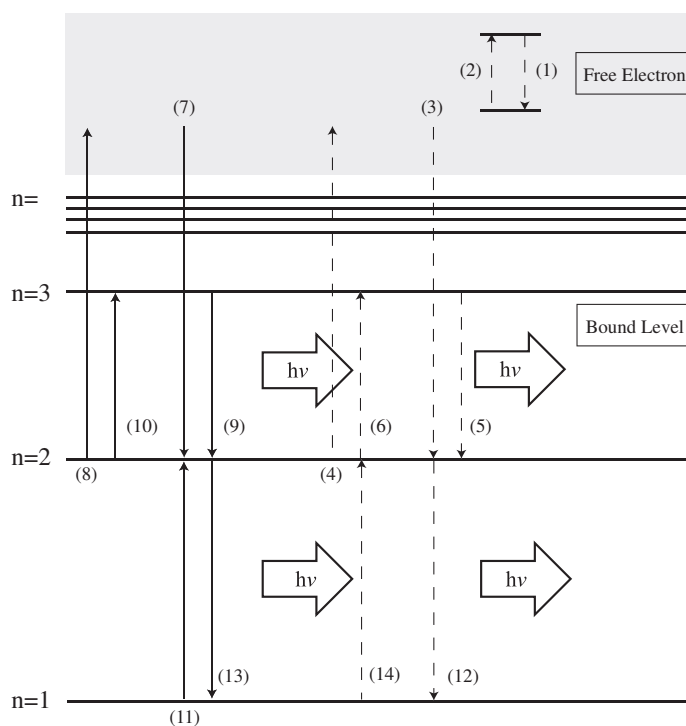 (2)
(1)
Free Electron
(7)
(3)
n=
n=3
Bound Level
hν
hν
(10)
(9)
(6)
(5)
n=2
(8)
(4)
hν
hν
(13)
(14)
(12)
n=1
(11)